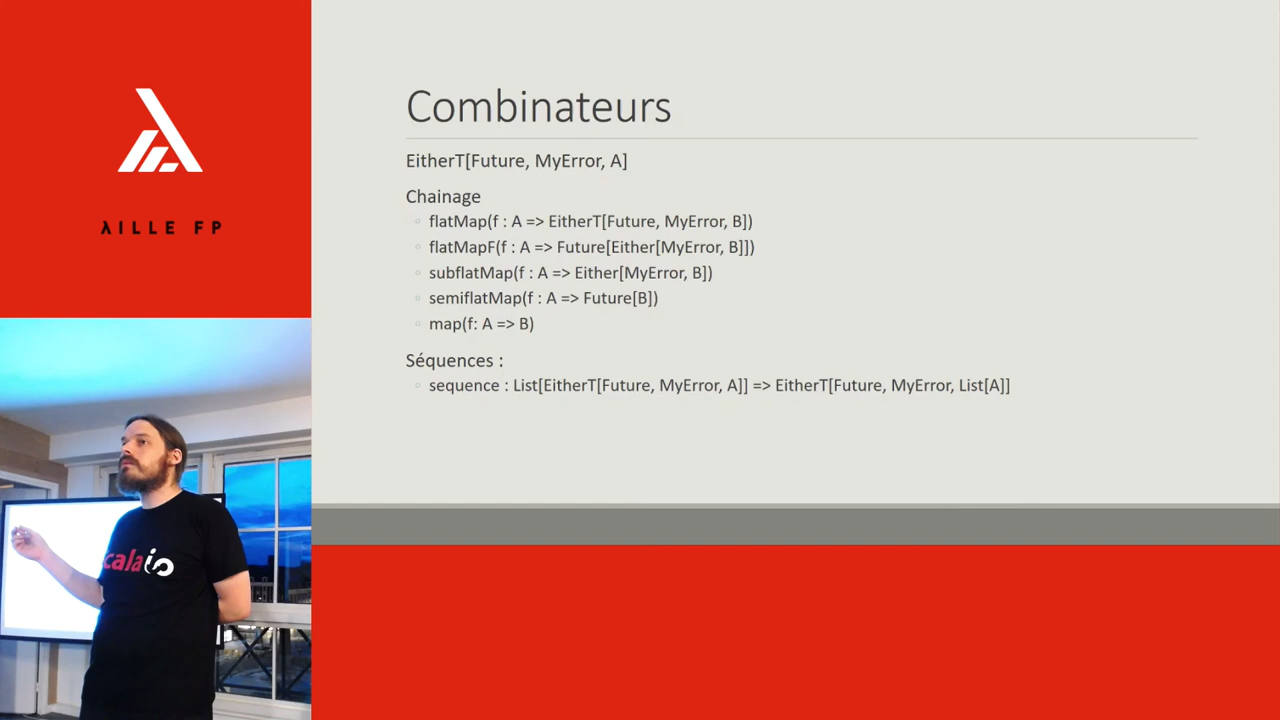 Combinateurs
EitherT[Future, MyError, A]
Chainage
flatMap(f : A => EitherT[Future, MyError, B])
flatMapF(f : A => Future[Either[MyError, B]])
subflatMap(f : A => Either[MyError, B])
semiflatMap(f : A => Future[B])
map(f: A => B)
Séquences :
sequence : List[EitherT[Future, MyError, A]] => EitherT[Future, MyError, List[A]]
λILLE FP
calaio